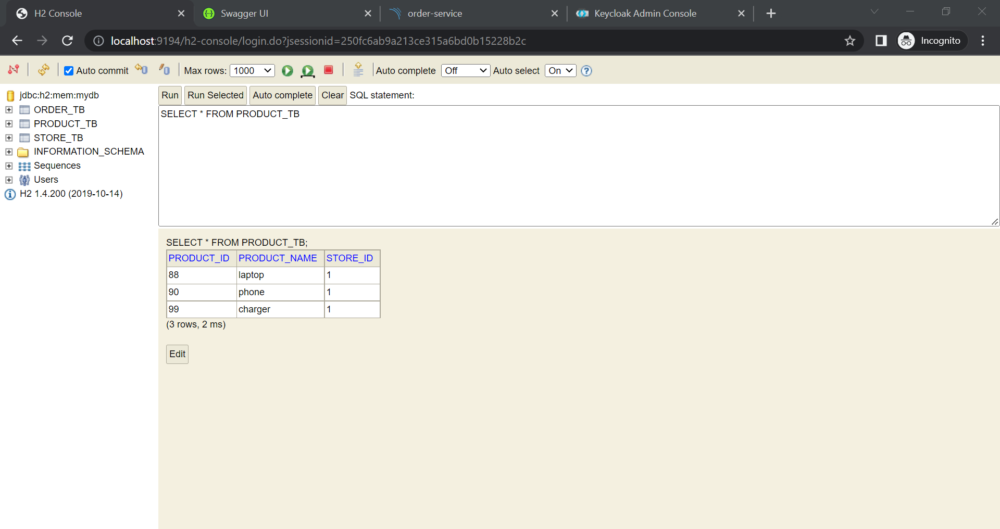 H2 Console
Swagger UI
order-service
Keycloak Admin Console
localhost:9194/h2-console/login.do?jsessionid=250fc6ab9a213ce315a6bd0b15228b2c
Incognito
Auto commit
Max rows: 1000
Auto complete Off
Auto select On
jdbc:h2:mem:mydb
ORDER_TB
PRODUCT_TB
STORE_TB
INFORMATION_SCHEMA
Sequences
Users
H2 1.4.200 (2019-10-14)
Run Run Selected Auto complete Clear SQL statement:
SELECT * FROM PRODUCT_TB
SELECT * FROM PRODUCT_TB;
PRODUCT_ID PRODUCT_NAME STORE_ID
88 laptop 1
90 phone 1
99 charger 1
(3 rows, 2 ms)
Edit